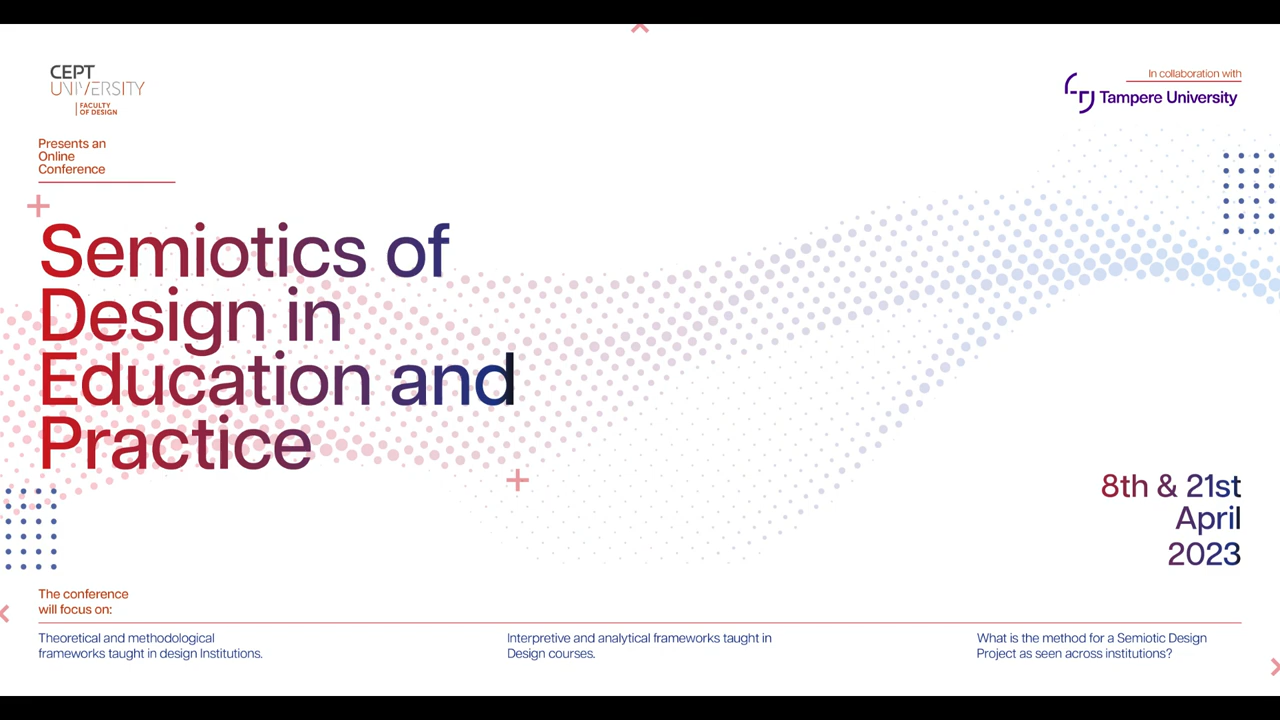 CEPT
UNIVERSITY
FACULTY
OF DESIGN
In collaboration with
Tampere University
Presents an
Online
Conference
Semiotics of
Design in
Education and
Practice
8th & 21st
April
2023
The conference
will focus on:
Theoretical and methodological
frameworks taught in design Institutions.
Interpretive and analytical frameworks taught in
Design courses.
What is the method for a Semiotic Design
Project as seen across institutions?